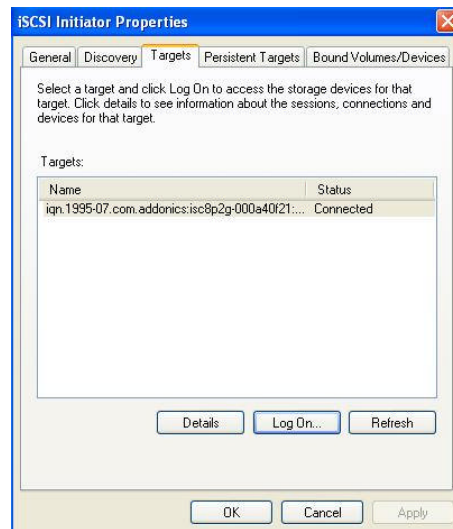 iSCSI Initiator Properties
General Discovery Targets Persistent Targets Bound Volumes/Devices
Select a target and click Log On to access the storage devices for that
target. Click details to see information about the sessions, connections and
devices for that target.
Targets:
Name Status
iqn.1995-07.com.addonics:isc8p2g-000a40f21:... Connected
Details Log On... Refresh
OK Cancel Apply